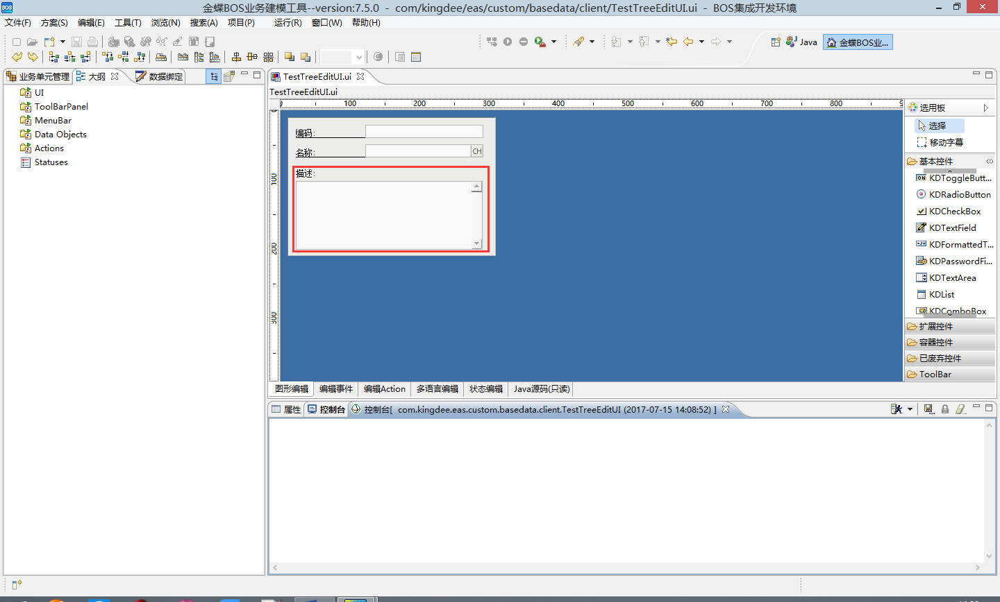 BOS
金蝶BOS业务建模工具--version:7.5.0 - com/kingdee/eas/custom/basedata/client/TestTreeEditUI.ui - BOS集成开发环境
文件(F) 方案(S) 编辑(E) 工具(T) 浏览(N) 搜索(A) 项目(P) 运行(R) 窗口(W) 帮助(H)
Java 金蝶BOS业...
业务单元管理 大纲 数据绑定
UI
ToolBarPanel
MenuBar
Data Objects
Actions
Statuses
TestTreeEditUI.ui
TestTreeEditUI.ui
100 200 300 400 500 600 700 800
100
200
300
编码:
名称: CH
描述:
选用板
选择
移动字幕
基本控件
KDToggleButt...
KDRadioButton
KDCheckBox
KDTextField
KDFormattedT...
KDPasswordFi...
KDTextArea
KDList
KDComboBox
扩展控件
容器控件
已废弃控件
ToolBar
图形编辑 编辑事件 编辑Action 多语言编辑 状态编辑 Java源码(只读)
属性 控制台 控制台[ com.kingdee.eas.custom.basedata.client.TestTreeEditUI (2017-07-15 14:08:52) ]